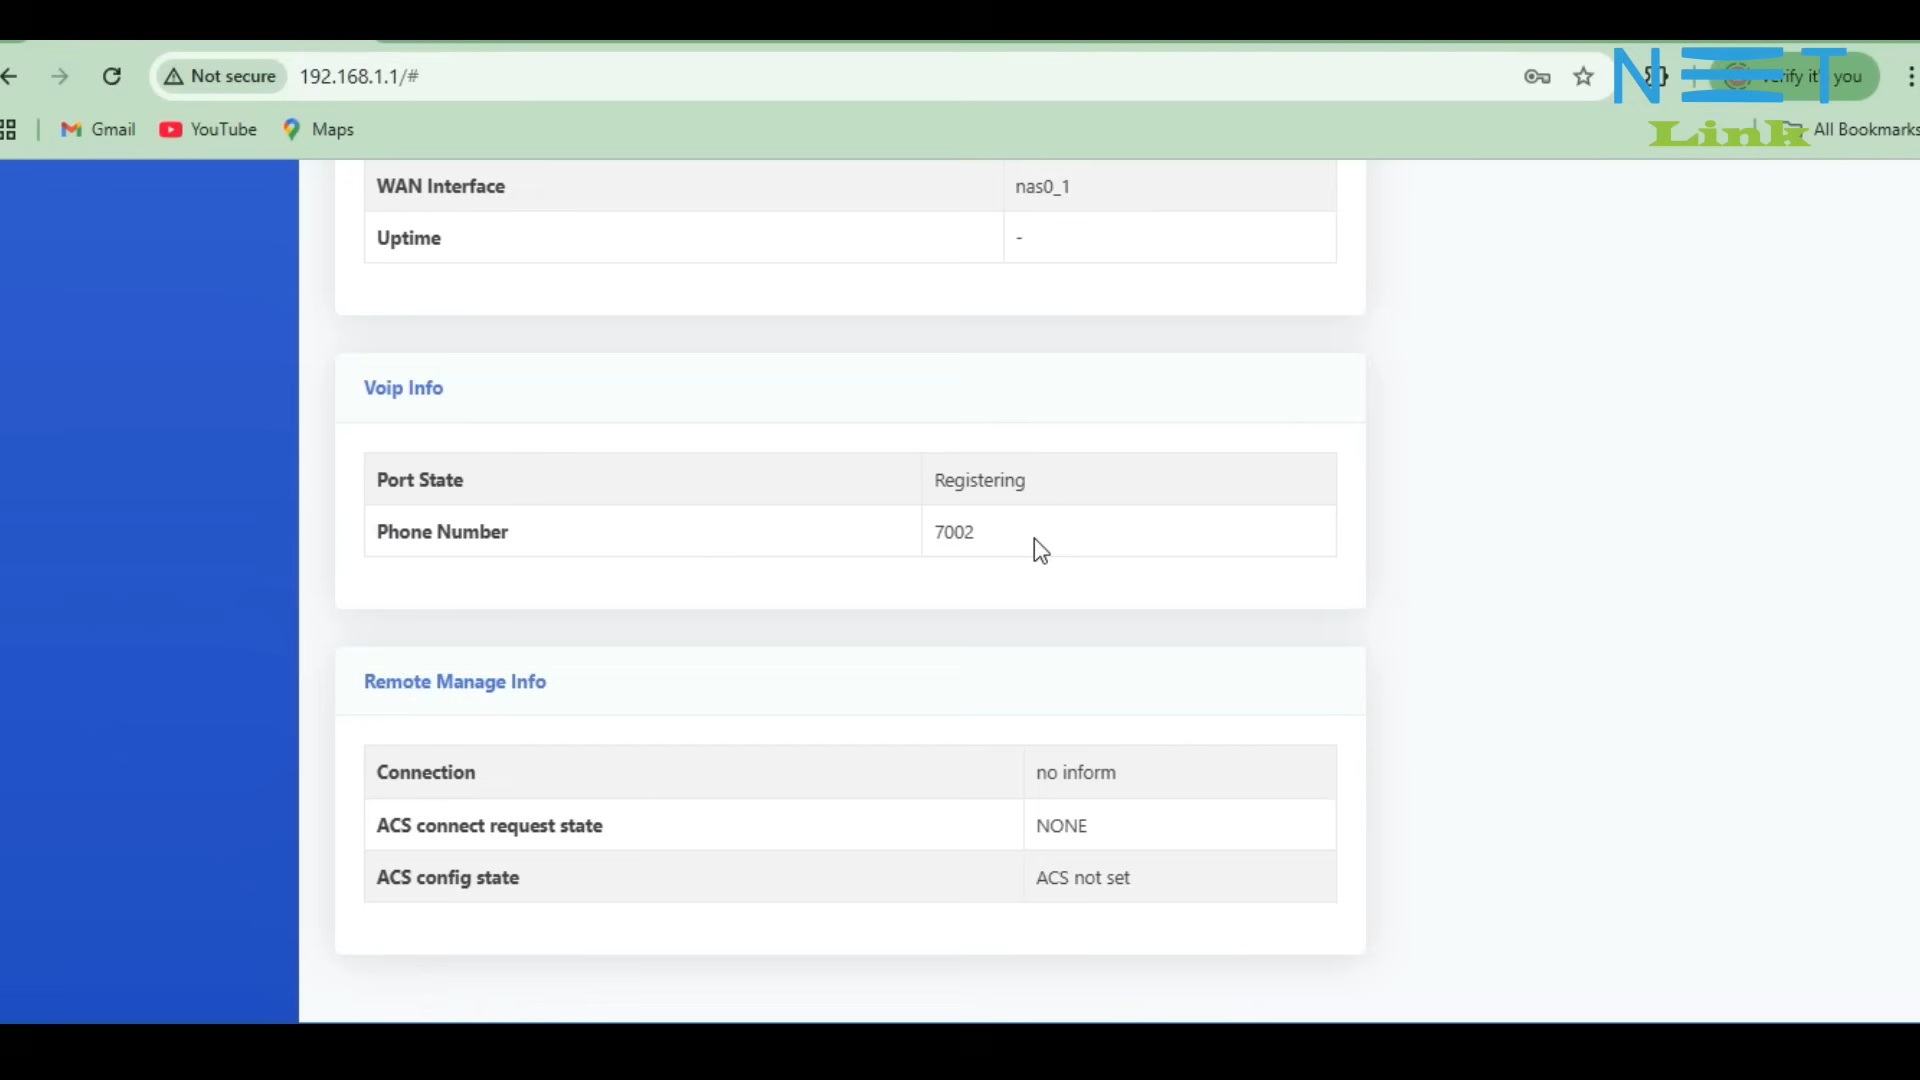 Not secure 192.168.1.1/#
Gmail YouTube Maps All Bookmarks
NET
Link
WAN Interface nas0_1
Uptime -
Voip Info
Port State Registering
Phone Number 7002
Remote Manage Info
Connection no inform
ACS connect request state NONE
ACS config state ACS not set